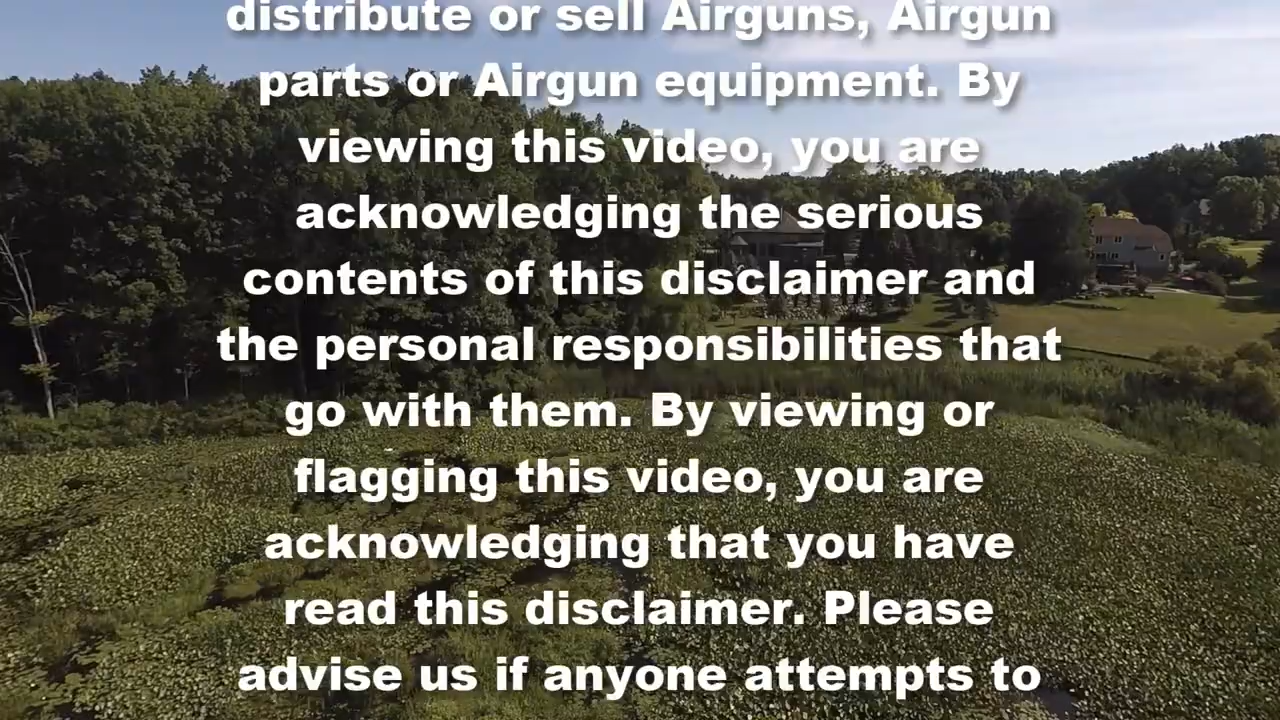 distribute or sell Airguns, Airgun
parts or Airgun equipment. By
viewing this video, you are
acknowledging the serious
contents of this disclaimer and
the personal responsibilities that
go with them. By viewing or
flagging this video, you are
acknowledging that you have
read this disclaimer. Please
advise us if anyone attempts to